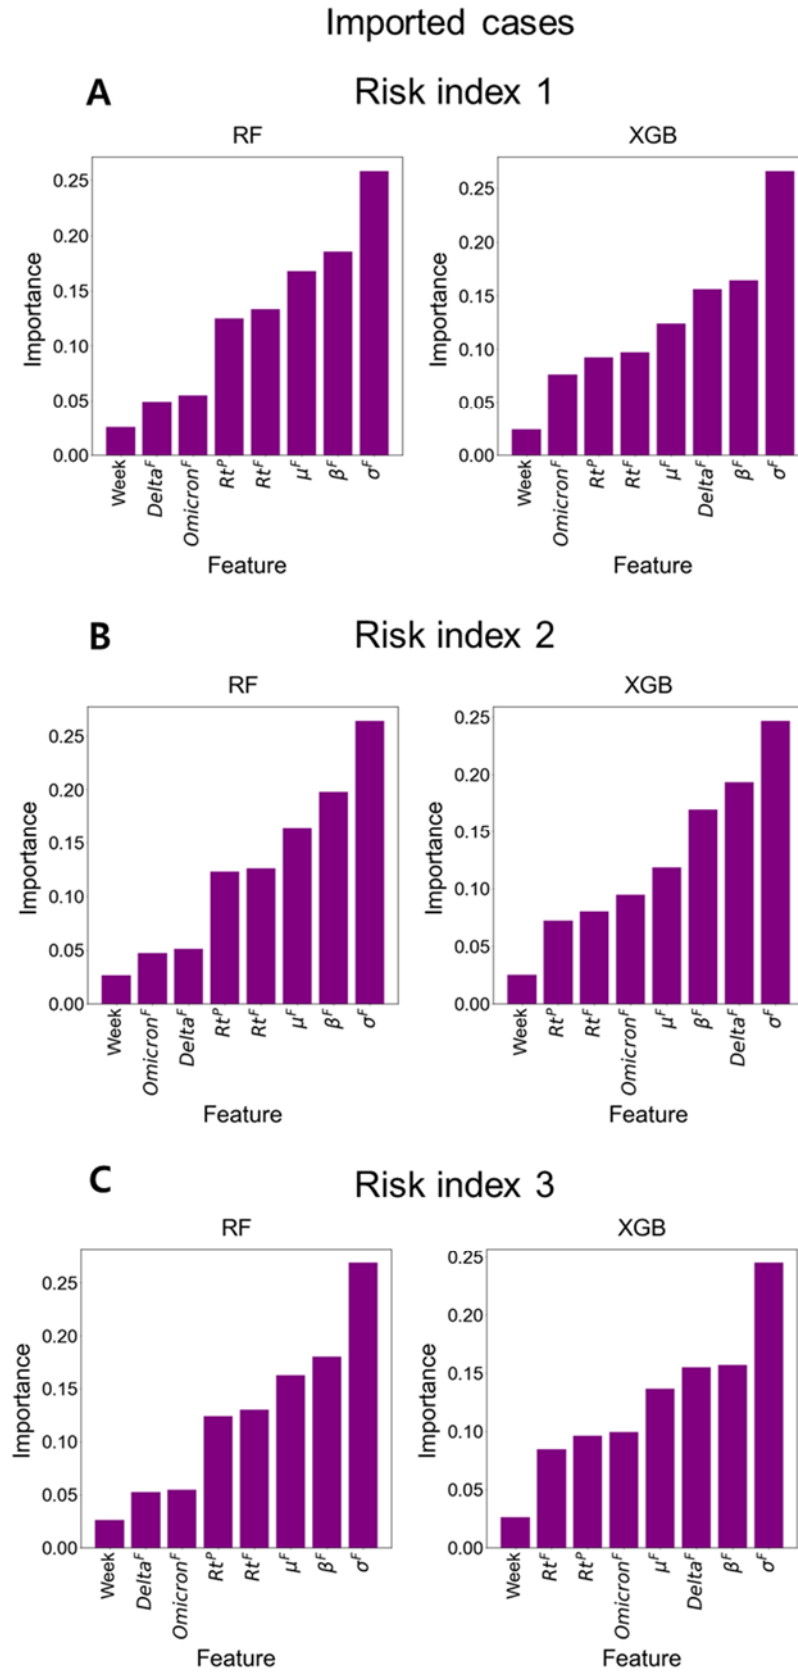 Imported cases
A Risk index 1
RF
Importance
0.25
0.20
0.15
0.10
0.05
0.00
Week Delta^F Omicron^F Rt^P Rt^F μ^F β^F σ^F
Feature
XGB
Importance
0.25
0.20
0.15
0.10
0.05
0.00
Week Omicron^F Rt^P Rt^F μ^F Delta^F β^F σ^F
Feature
B Risk index 2
RF
Importance
0.25
0.20
0.15
0.10
0.05
0.00
Week Omicron^F Delta^F Rt^P Rt^F μ^F β^F σ^F
Feature
XGB
Importance
0.25
0.20
0.15
0.10
0.05
0.00
Week Rt^P Rt^F Omicron^F μ^F β^F Delta^F σ^F
Feature
C Risk index 3
RF
Importance
0.25
0.20
0.15
0.10
0.05
0.00
Week Delta^F Omicron^F Rt^P Rt^F μ^F β^F σ^F
Feature
XGB
Importance
0.25
0.20
0.15
0.10
0.05
0.00
Week Rt^F Rt^P Omicron^F μ^F Delta^F β^F σ^F
Feature